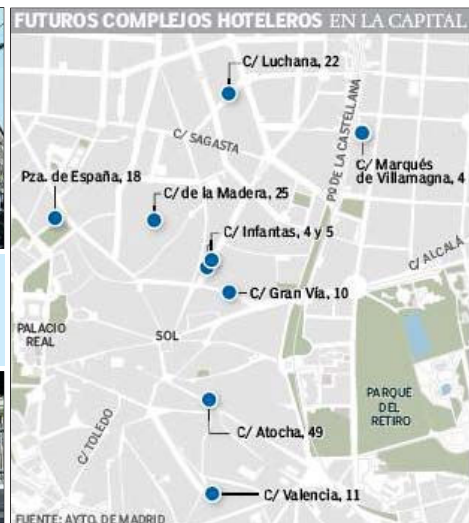 FUTUROS COMPLEJOS HOTELEROS EN LA CAPITAL
C/ Luchana, 22
C/ SAGASTA
Pº DE LA CASTELLANA
C/ Marqués
de Villamagna, 4
Pza. de España, 18
C/ de la Madera, 25
C/ Infantas, 4 y 5
C/ ALCALÁ
C/ Gran Vía, 10
PALACIO
REAL
SOL
PARQUE
DEL
RETIRO
C/ TOLEDO
C/ Atocha, 49
C/ Valencia, 11
FUENTE: AYTO. DE MADRID